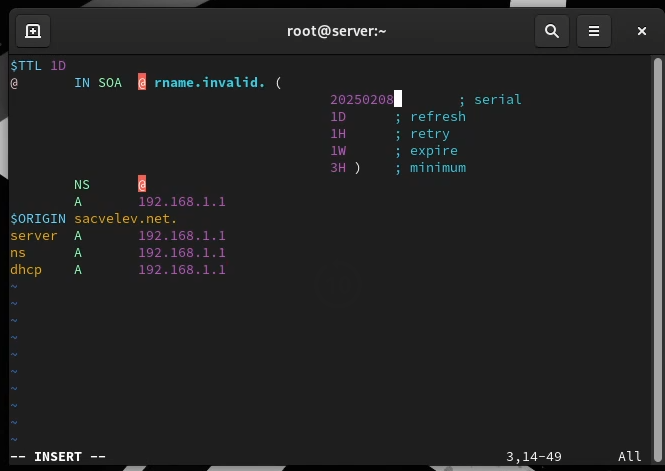 root@server:~
$TTL 1D
@ IN SOA @ rname.invalid. (
20250208 ; serial
1D ; refresh
1H ; retry
1W ; expire
3H ) ; minimum
NS @
A 192.168.1.1
$ORIGIN sacvelev.net.
server A 192.168.1.1
ns A 192.168.1.1
dhcp A 192.168.1.1
~
~
~
~
~
~
~
~
~
~
-- INSERT -- 3,14-49 All